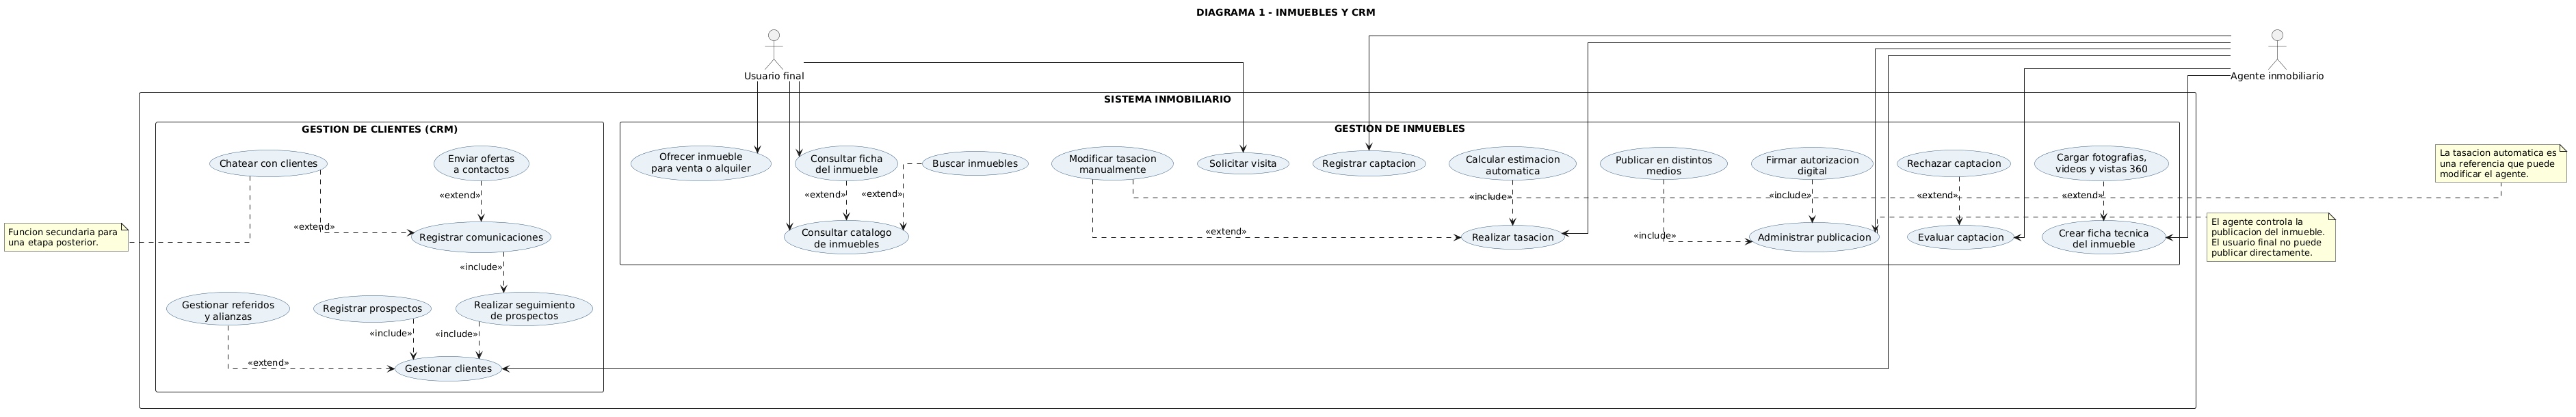 DIAGRAMA 1 - INMUEBLES Y CRM
Usuario final
Agente inmobiliario
SISTEMA INMOBILIARIO
GESTION DE CLIENTES (CRM)
Chatear con clientes
Enviar ofertas
a contactos
«extend»
«extend»
Registrar comunicaciones
Funcion secundaria para
una etapa posterior.
«include»
Gestionar referidos
y alianzas
Registrar prospectos
Realizar seguimiento
de prospectos
«include»
«include»
«extend»
Gestionar clientes
GESTION DE INMUEBLES
Ofrecer inmueble
para venta o alquiler
Consultar ficha
del inmueble
Buscar inmuebles
Modificar tasacion
manualmente
Solicitar visita
Registrar captacion
Calcular estimacion
automatica
Publicar en distintos
medios
Firmar autorizacion
digital
Rechazar captacion
Cargar fotografias,
videos y vistas 360
«extend»
«extend»
«include»
«include»
«extend»
«extend»
«extend»
«include»
Consultar catalogo
de inmuebles
Realizar tasacion
Administrar publicacion
Evaluar captacion
Crear ficha tecnica
del inmueble
La tasacion automatica es
una referencia que puede
modificar el agente.
El agente controla la
publicacion del inmueble.
El usuario final no puede
publicar directamente.